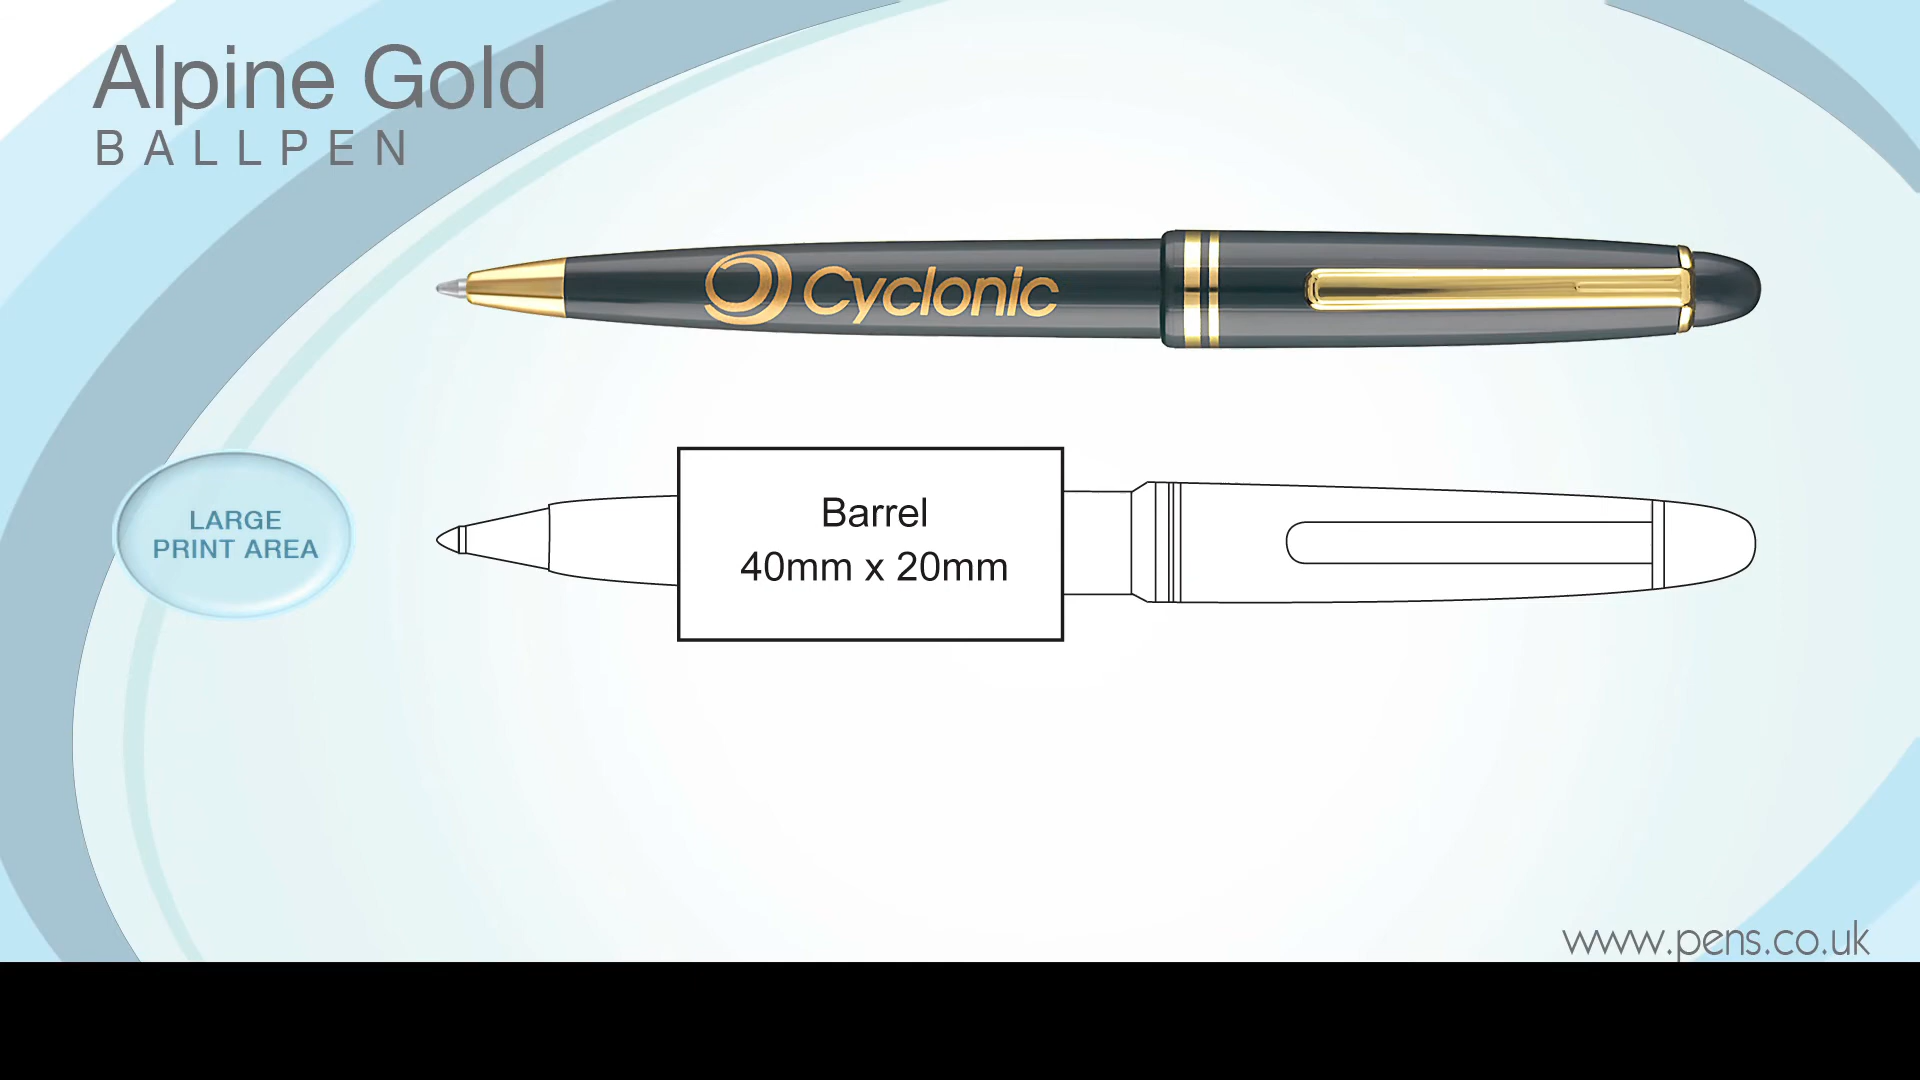 Alpine Gold
BALLPEN
Cyclonic
LARGE
PRINT AREA
Barrel
40mm x 20mm
www.pens.co.uk